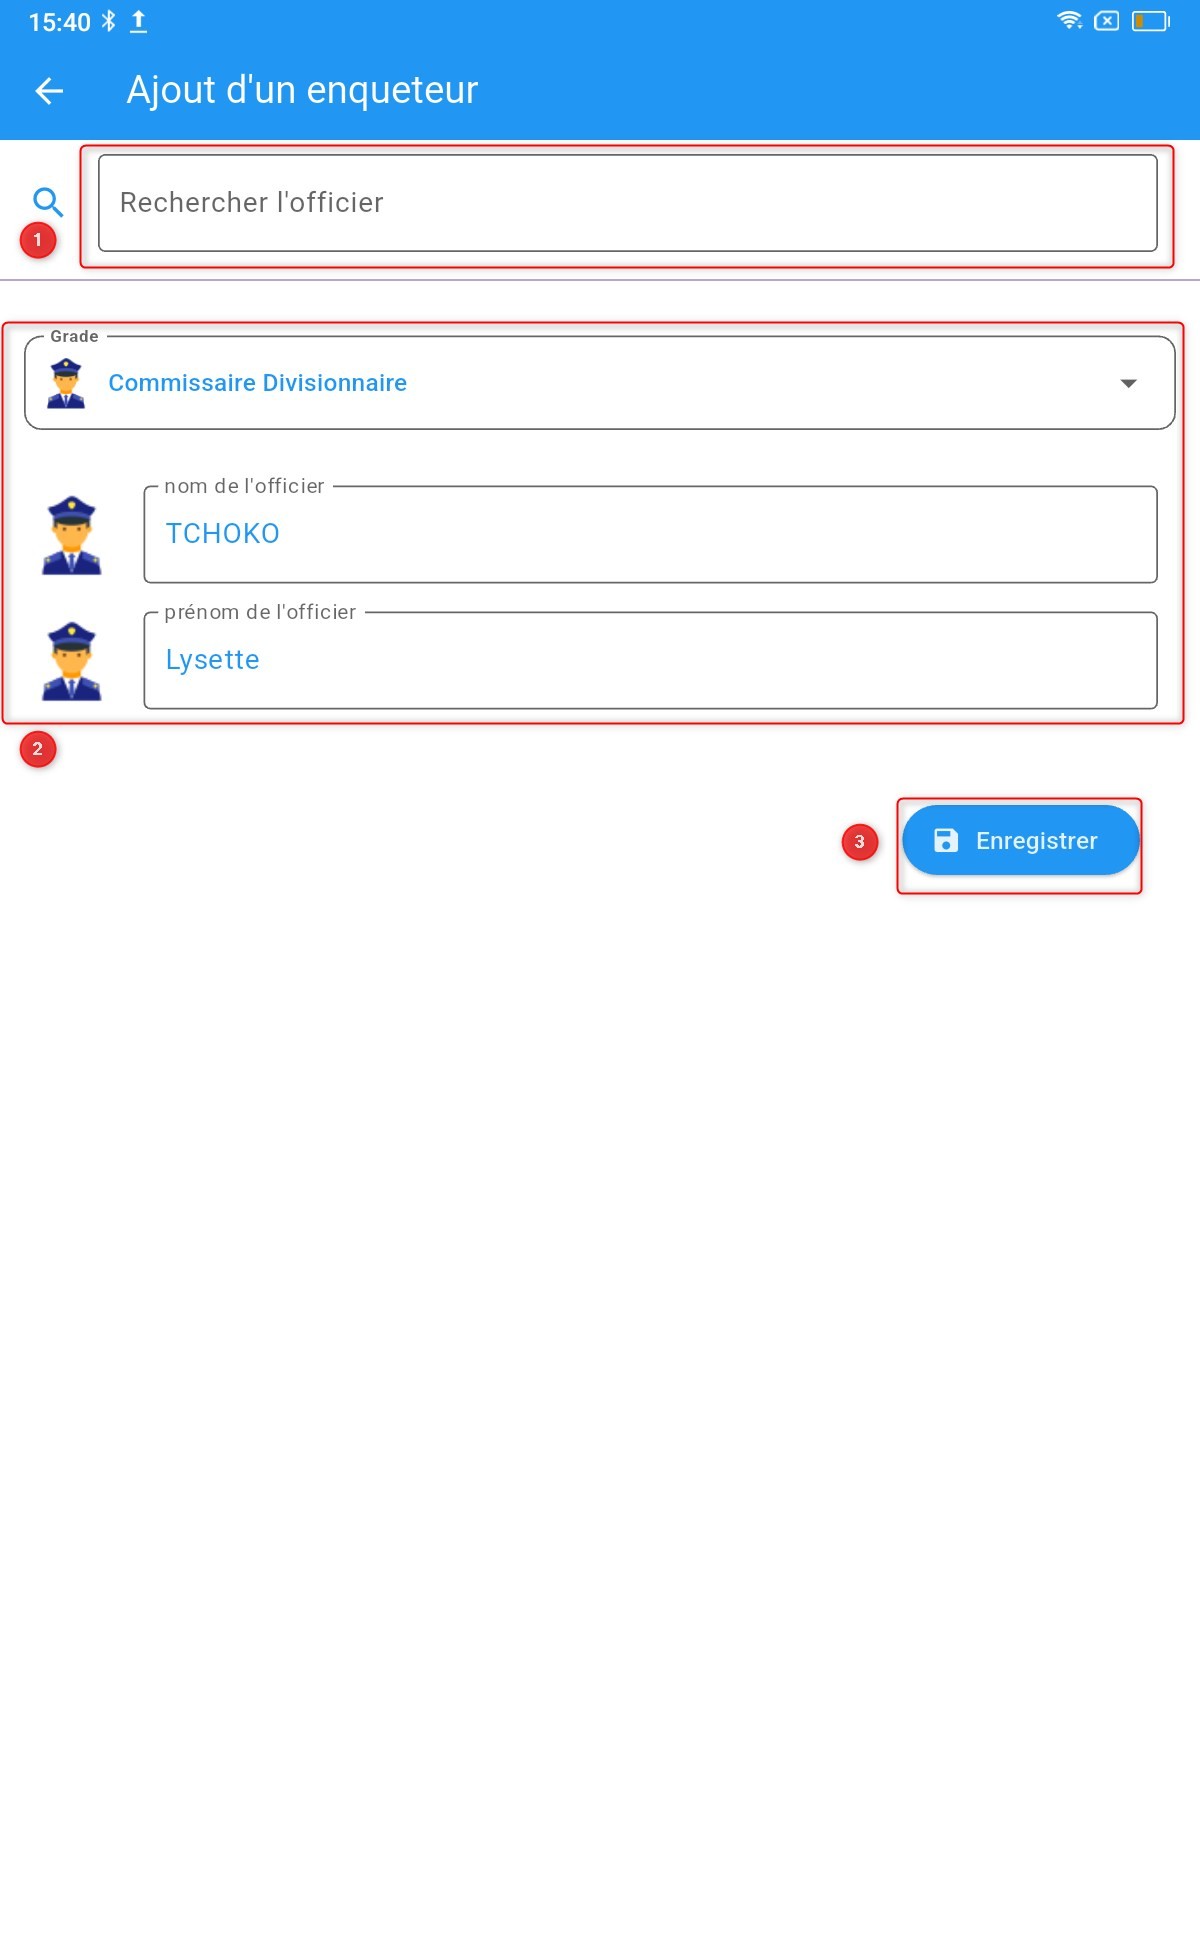 15:40
Ajout d'un enqueteur
Rechercher l'officier
1
Grade
Commissaire Divisionnaire
nom de l'officier
TCHOKO
prénom de l'officier
Lysette
2
3
Enregistrer